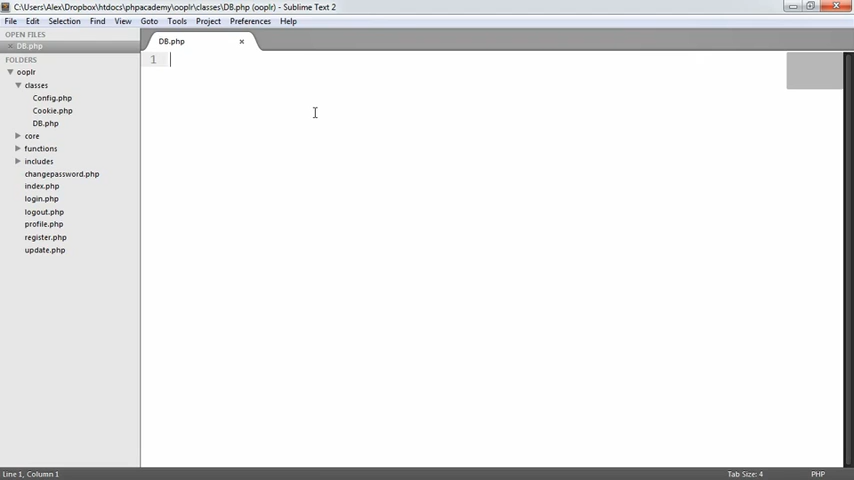 C:\Users\Alex\Dropbox\htdocs\phpacademy\ooplr\classes\DB.php (ooplr) - Sublime Text 2
File Edit Selection Find View Goto Tools Project Preferences Help
OPEN FILES
DB.php
FOLDERS
ooplr
classes
Config.php
Cookie.php
DB.php
core
functions
includes
changepassword.php
index.php
login.php
logout.php
profile.php
register.php
update.php
DB.php
1
Line 1, Column 1 Tab Size: 4 PHP